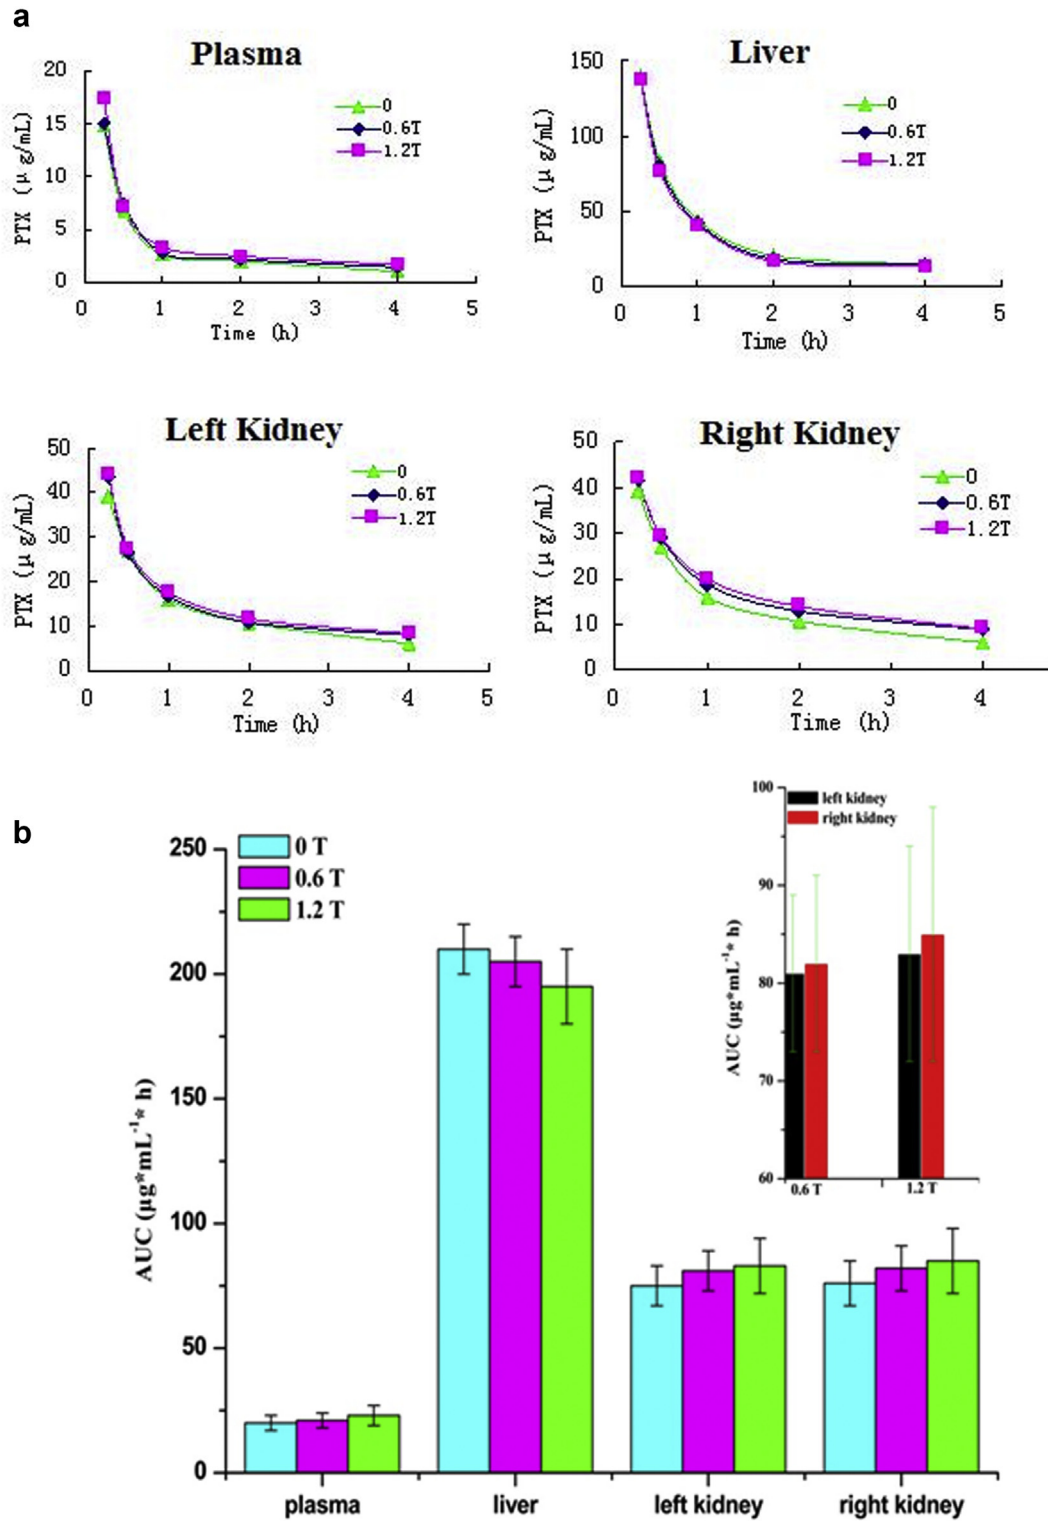 a
Plasma
PTX (μ g/mL)
20
15
10
5
0
0
0.6T
1.2T
0 1 2 3 4 5
Time (h)
Liver
PTX (μ g/mL)
150
100
50
0
0
0.6T
1.2T
0 1 2 3 4 5
Time (h)
Left Kidney
PTX (μ g/mL)
50
40
30
20
10
0
0
0.6T
1.2T
0 1 2 3 4 5
Time (h)
Right Kidney
PTX (μ g/mL)
50
40
30
20
10
0
0
0.6T
1.2T
0 1 2 3 4
Time (h)
b
AUC (μg*mL⁻¹* h)
250
200
150
100
50
0
0 T
0.6 T
1.2 T
plasma liver left kidney right kidney
AUC (μg*mL⁻¹* h)
100
90
80
70
60
left kidney
right kidney
0.6 T 1.2 T